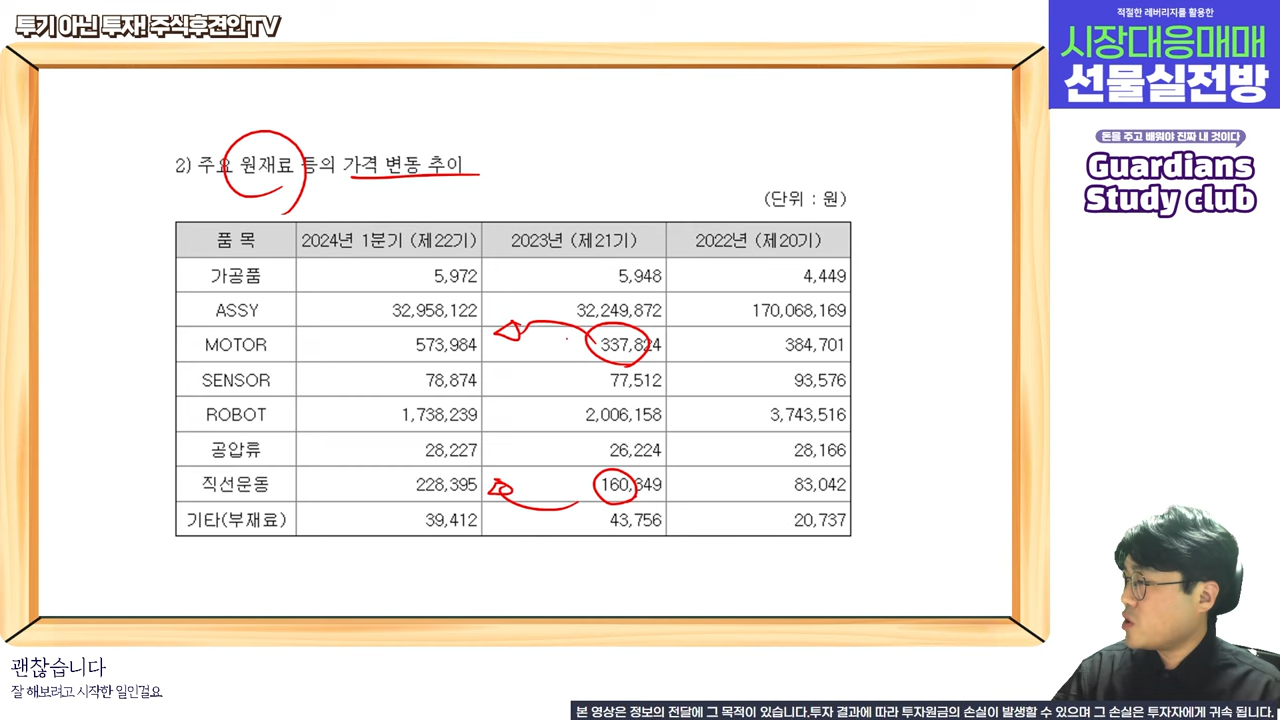 투기 아닌 투자! 주식후견인TV
적절한 레버리지를 활용한
시장대응매매
선물실전방
돈을 주고 배워야 진짜 내 것이다
Guardians
Study club
2) 주요 원재료 등의 가격 변동 추이
(단위 : 원)
품 목 2024년 1분기 (제22기) 2023년 (제21기) 2022년 (제20기)
가공품 5,972 5,948 4,449
ASSY 32,958,122 32,249,872 170,068,169
MOTOR 573,984 337,824 384,701
SENSOR 78,874 77,512 93,576
ROBOT 1,738,239 2,006,158 3,743,516
공압류 28,227 26,224 28,166
직선운동 228,395 160,349 83,042
기타(부재료) 39,412 43,756 20,737
괜찮습니다
잘 해보려고 시작한 일인걸요
본 영상은 정보의 전달에 그 목적이 있습니다.투자 결과에 따라 투자원금의 손실이 발생할 수 있으며 그 손실은 투자자에게 귀속 됩니다.